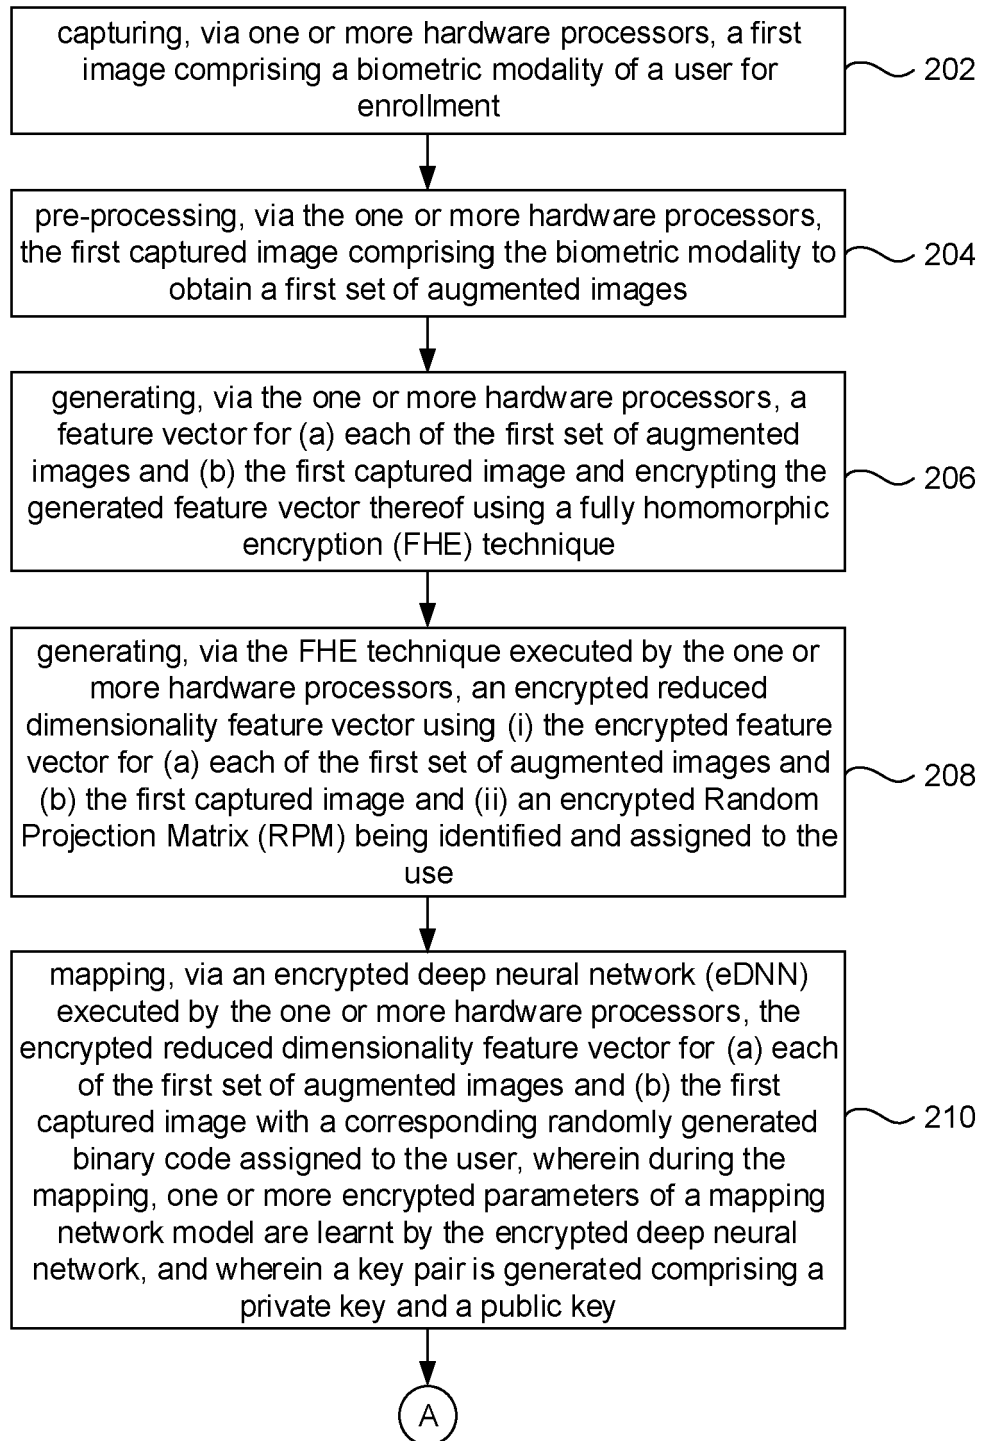 capturing, via one or more hardware processors, a first
image comprising a biometric modality of a user for
enrollment
202
pre-processing, via the one or more hardware processors,
the first captured image comprising the biometric modality to
obtain a first set of augmented images
204
generating, via the one or more hardware processors, a
feature vector for (a) each of the first set of augmented
images and (b) the first captured image and encrypting the
generated feature vector thereof using a fully homomorphic
encryption (FHE) technique
206
generating, via the FHE technique executed by the one or
more hardware processors, an encrypted reduced
dimensionality feature vector using (i) the encrypted feature
vector for (a) each of the first set of augmented images and
(b) the first captured image and (ii) an encrypted Random
Projection Matrix (RPM) being identified and assigned to the
use
208
mapping, via an encrypted deep neural network (eDNN)
executed by the one or more hardware processors, the
encrypted reduced dimensionality feature vector for (a) each
of the first set of augmented images and (b) the first
captured image with a corresponding randomly generated
binary code assigned to the user, wherein during the
mapping, one or more encrypted parameters of a mapping
network model are learnt by the encrypted deep neural
network, and wherein a key pair is generated comprising a
private key and a public key
210
A